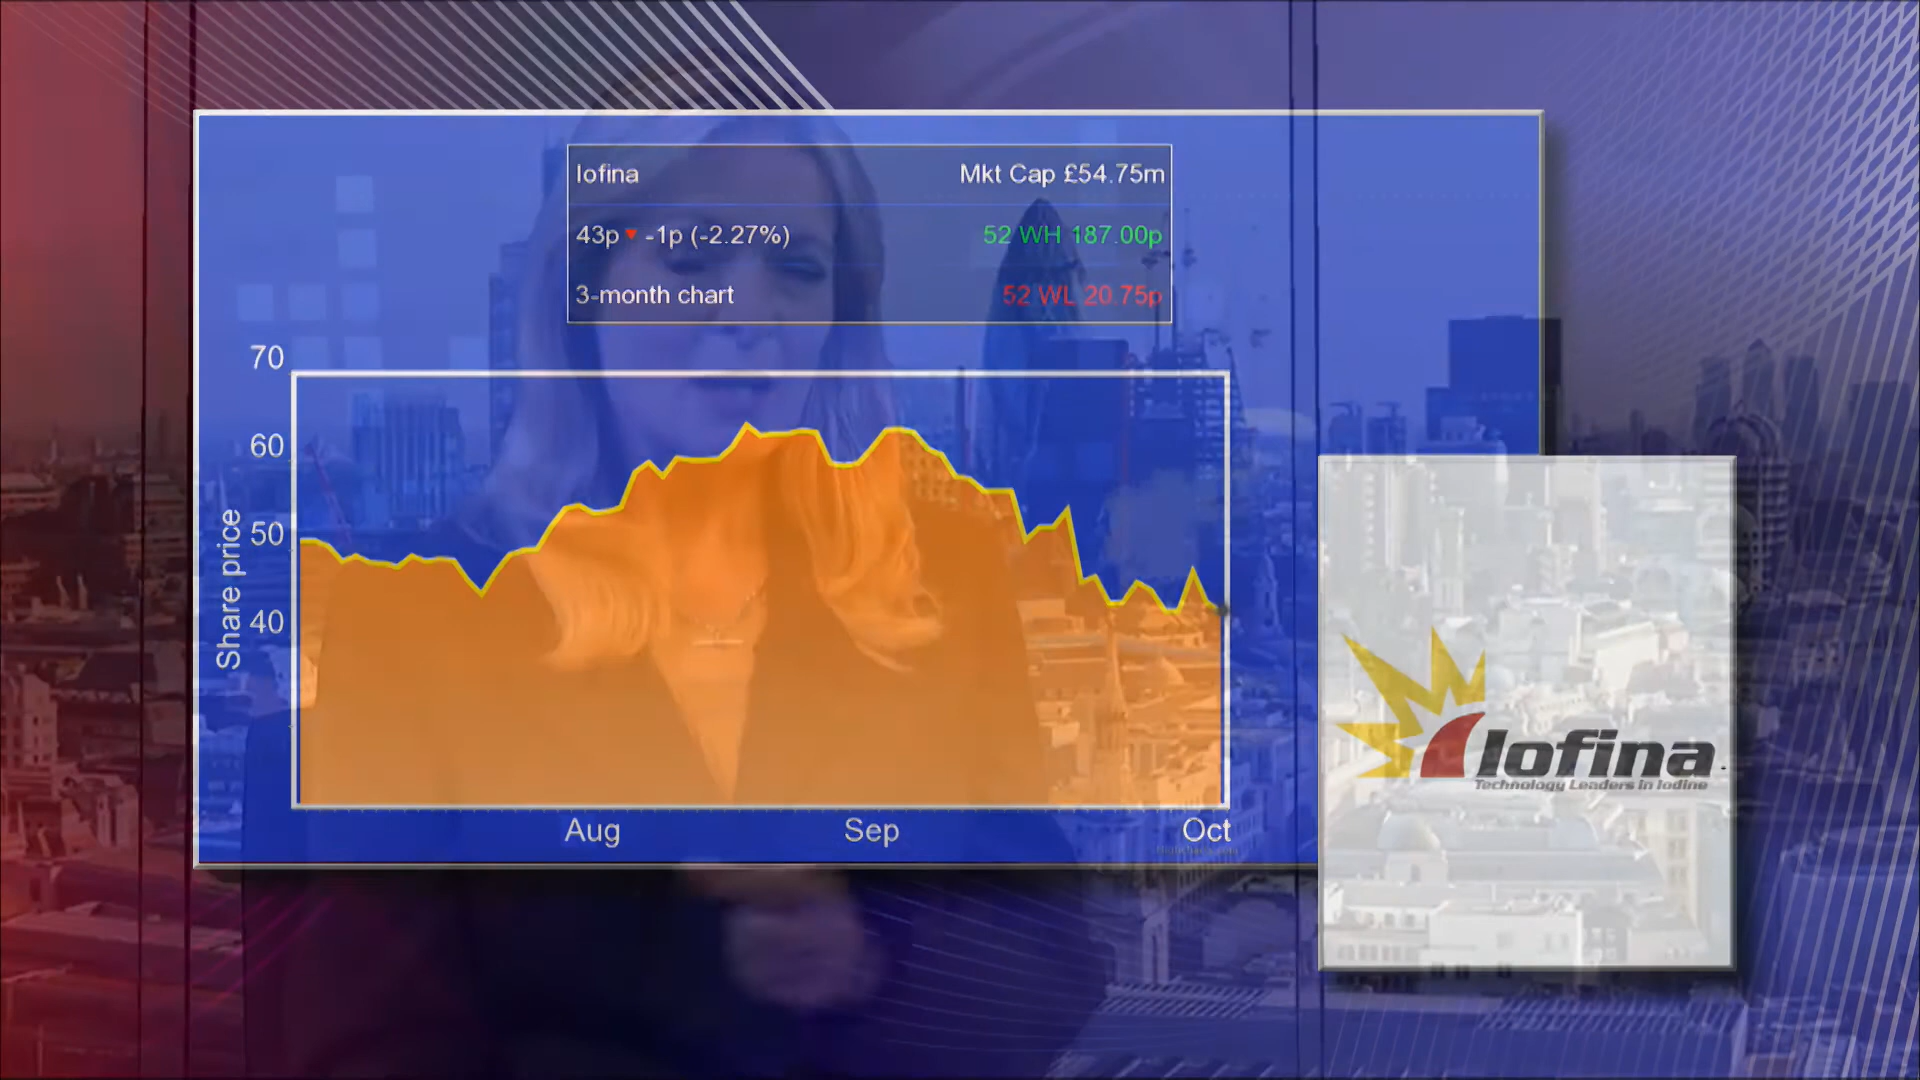 Iofina Mkt Cap £54.75m
43p ▼ -1p (-2.27%) 52 WH 187.00p
3-month chart 52 WL 20.75p
70
60
50
40
Share price
Aug Sep Oct
Iofina
Technology Leaders in Iodine